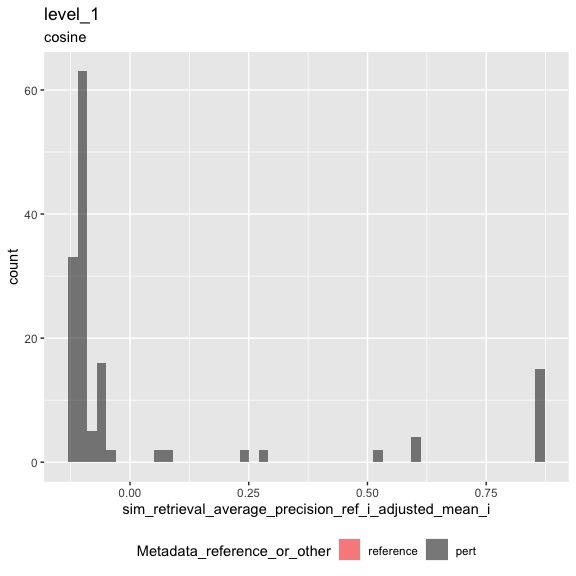 level_1
cosine
60
40
20
0
count
0.00 0.25 0.50 0.75
sim_retrieval_average_precision_ref_i_adjusted_mean_i
Metadata_reference_or_other reference pert